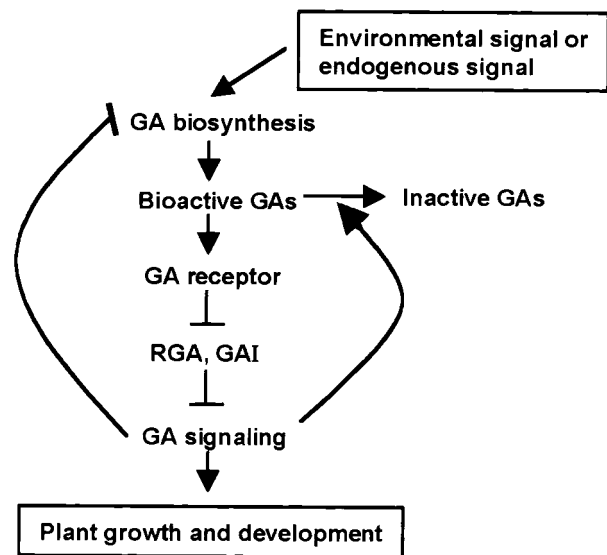 Environmental signal or
endogenous signal
GA biosynthesis
Bioactive GAs
Inactive GAs
GA receptor
RGA, GAI
GA signaling
Plant growth and development